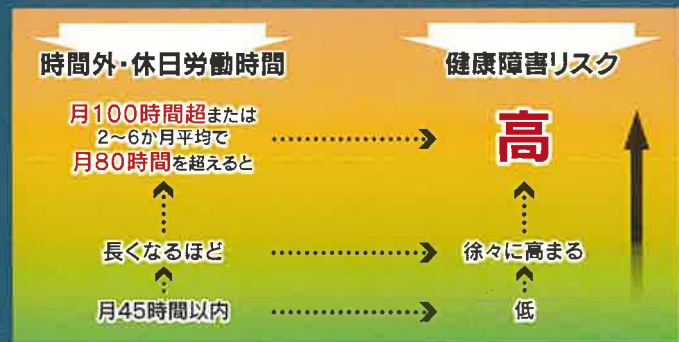 時間外・休日労働時間
健康障害リスク
月100時間超または
2〜6か月平均で
月80時間を超えると
高
長くなるほど
徐々に高まる
月45時間以内
低